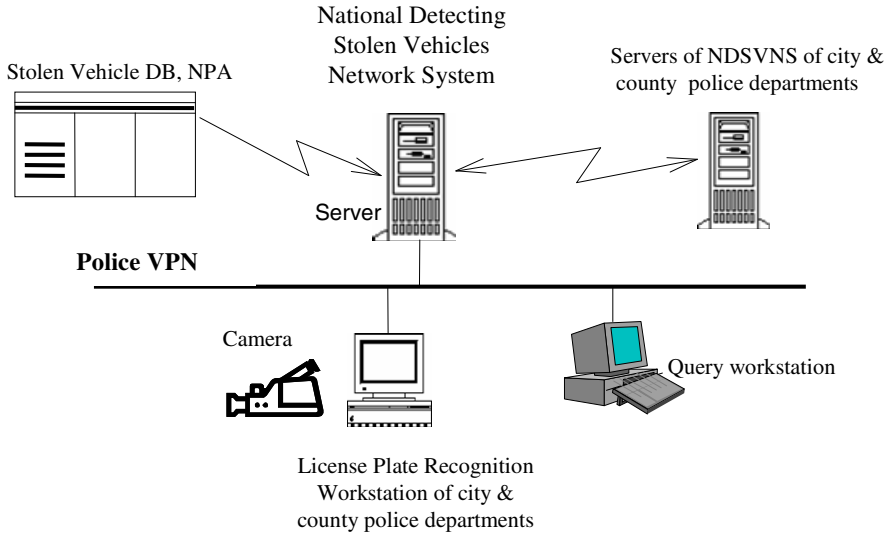 National Detecting
Stolen Vehicles
Network System
Stolen Vehicle DB, NPA
Servers of NDSVNS of city &
county police departments
Server
Police VPN
Camera
Query workstation
License Plate Recognition
Workstation of city &
county police departments